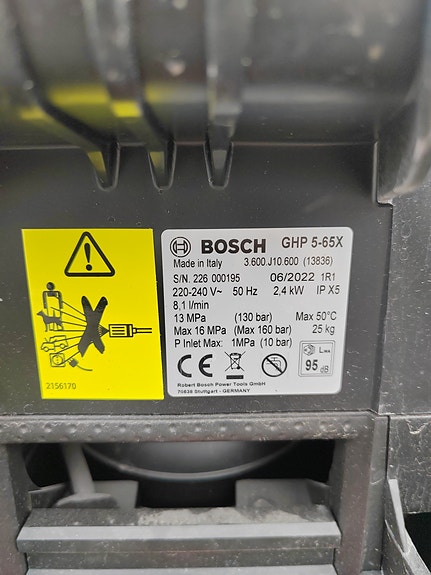 BOSCH GHP 5-65X
Made in Italy 3.600.J10.600 (13836)
S/N. 226 000195 06/2022 1R1
220-240 V~ 50 Hz 2,4 kW IP X5
8,1 l/min
13 MPa (130 bar) Max 50°C
Max 16 MPa (Max 160 bar) 25 kg
P Inlet Max: 1MPa (10 bar)
CE
LWA
95 dB
Robert Bosch Power Tools GmbH
70538 Stuttgart - GERMANY
2156170